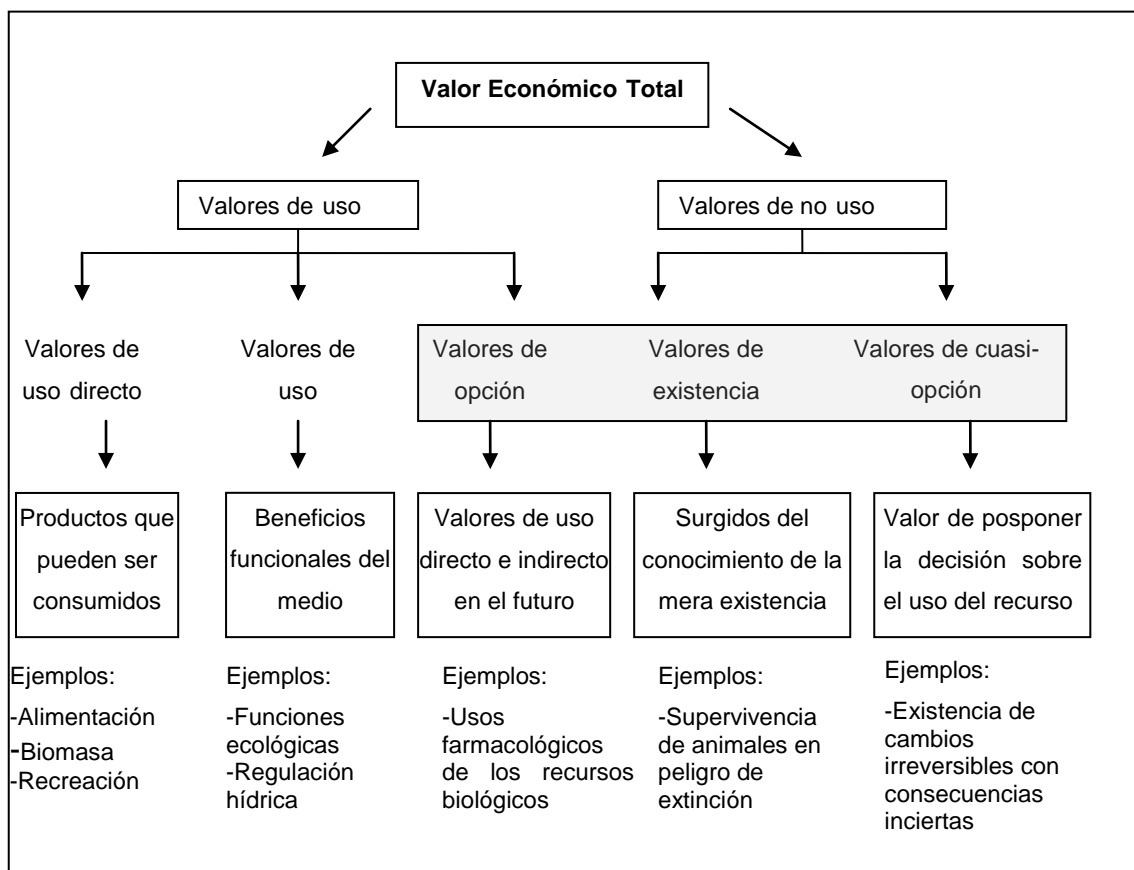 Valor Económico Total
Valores de uso
Valores de no uso
Valores de
uso directo
Valores de
uso
Valores de
opción
Valores de
existencia
Valores de cuasi-
opción
Productos que
pueden ser
consumidos
Beneficios
funcionales del
medio
Valores de uso
directo e indirecto
en el futuro
Surgidos del
conocimiento de la
mera existencia
Valor de posponer
la decisión sobre
el uso del recurso
Ejemplos:
-Alimentación
-Biomasa
-Recreación
Ejemplos:
-Funciones
ecológicas
-Regulación
hídrica
Ejemplos:
-Usos
farmacológicos
de los recursos
biológicos
Ejemplos:
-Supervivencia
de animales en
peligro de
extinción
Ejemplos:
-Existencia de
cambios
irreversibles con
consecuencias
inciertas